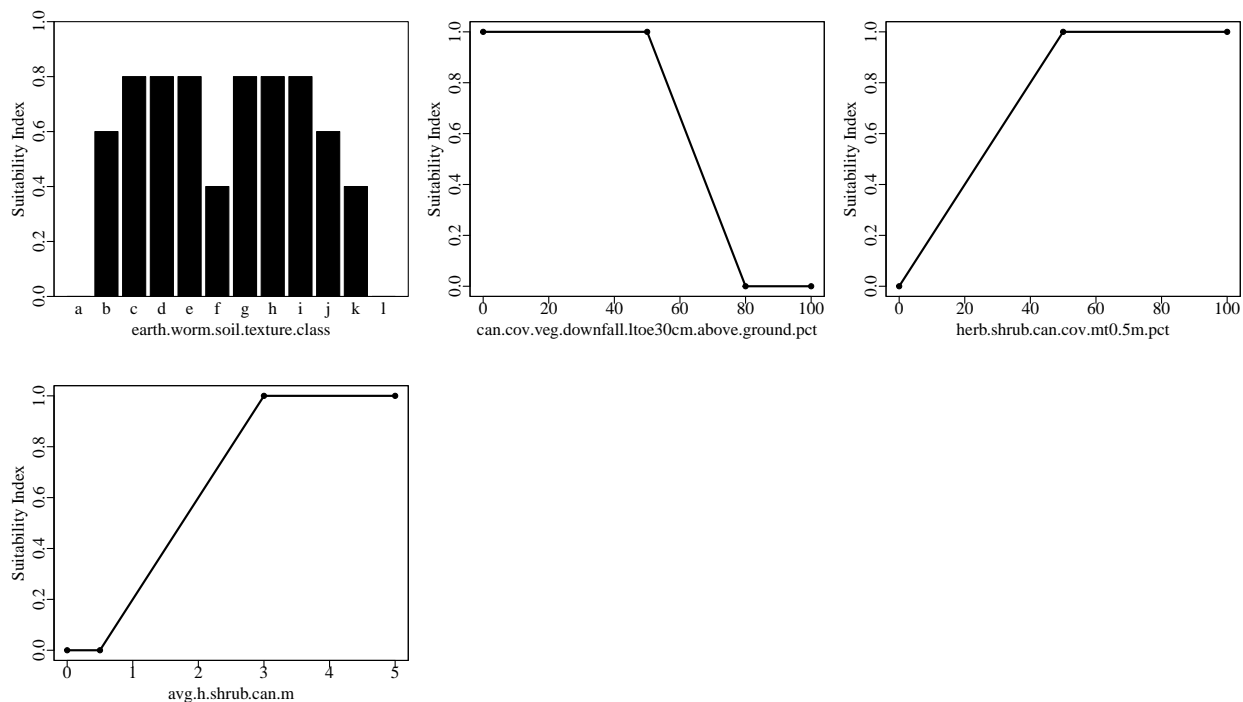 Suitability Index
0.0 0.2 0.4 0.6 0.8 1.0
a b c d e f g h i j k l
earth.worm.soil.texture.class
Suitability Index
0.0 0.2 0.4 0.6 0.8 1.0
0 20 40 60 80 100
can.cov.veg.downfall.ltoe30cm.above.ground.pct
Suitability Index
0.0 0.2 0.4 0.6 0.8 1.0
0 20 40 60 80 100
herb.shrub.can.cov.mt0.5m.pct
Suitability Index
0.0 0.2 0.4 0.6 0.8 1.0
0 1 2 3 4 5
avg.h.shrub.can.m